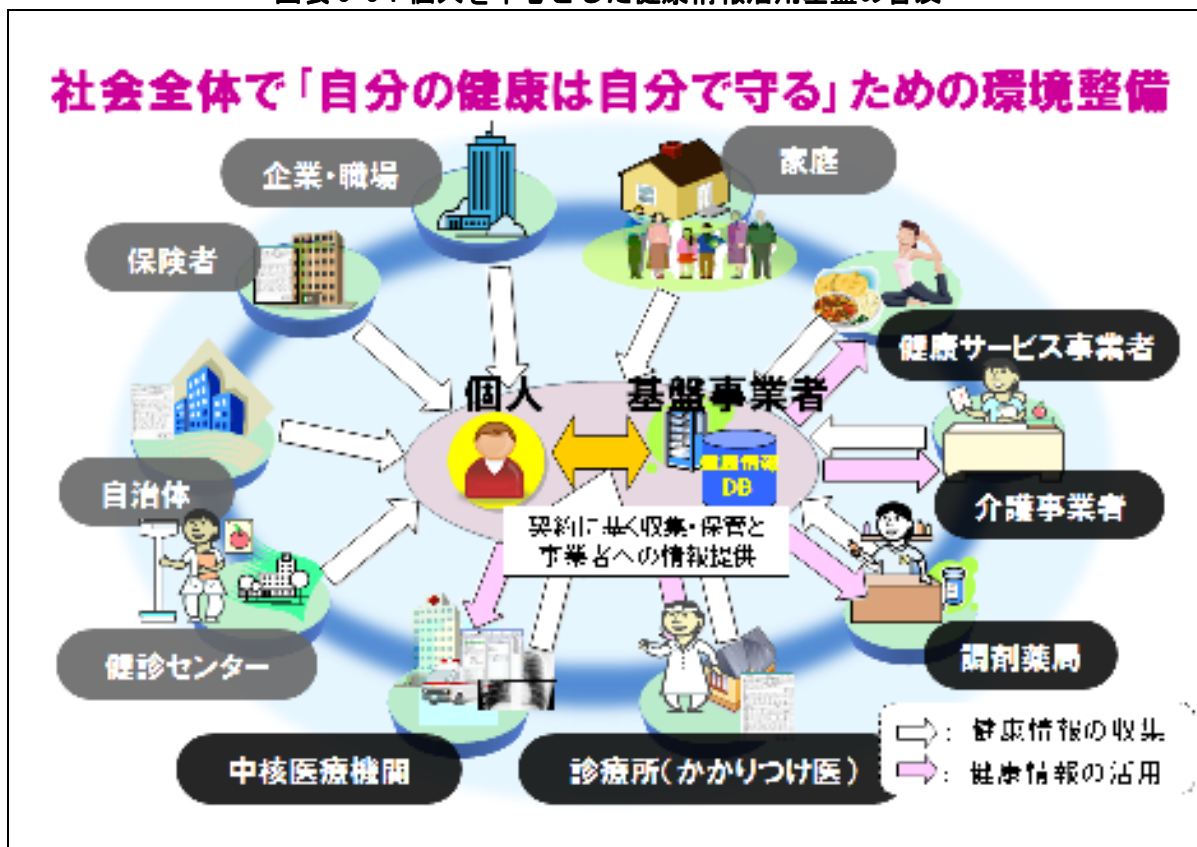 社会全体で「自分の健康は自分で守る」ための環境整備
企業・職場
家庭
保険者
健康サービス事業者
個人
基盤事業者
健康情報
DB
自治体
介護事業者
契約に基く収集・保管と
事業者への情報提供
健診センター
調剤薬局
中核医療機関
診療所(かかりつけ医)
⇨: 健康情報の収集
⇨: 健康情報の活用